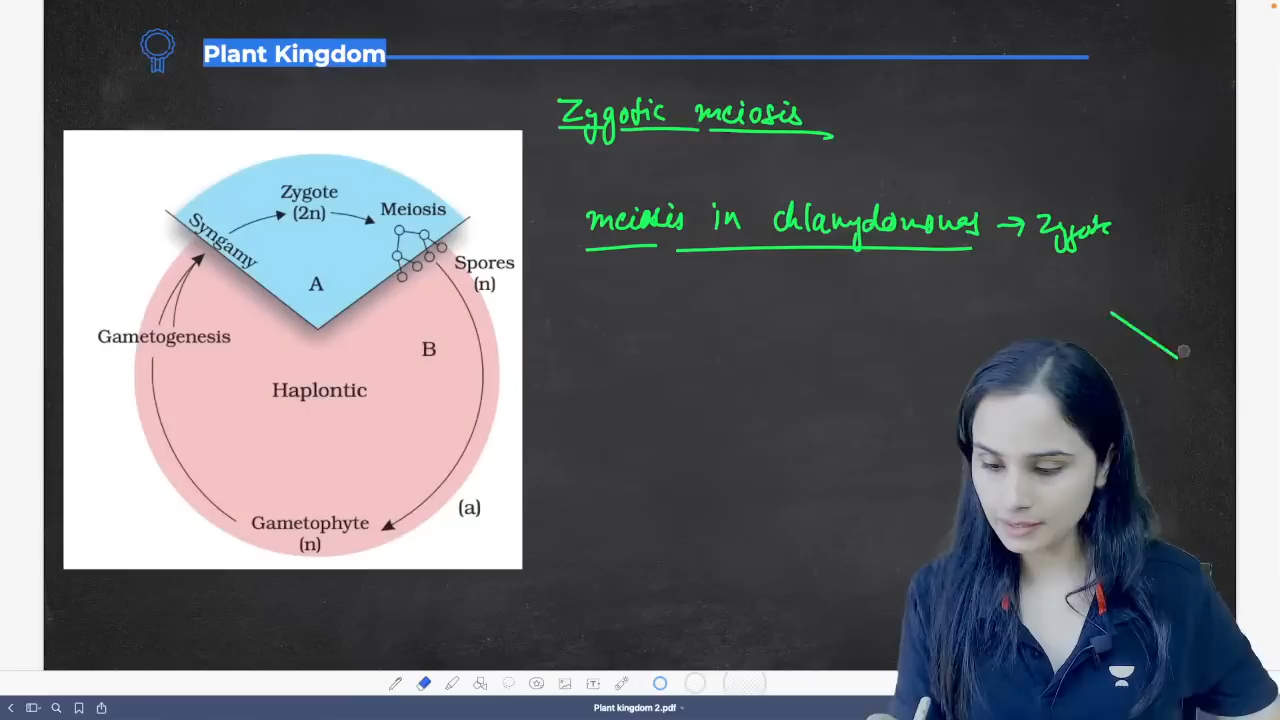 Plant Kingdom
Zygotic meiosis
meiosis in chlamydomonas → Zygote
Zygote
(2n)
Meiosis
Syngamy
Spores
(n)
A
Gametogenesis
B
Haplontic
(a)
Gametophyte
(n)
Plant kingdom 2.pdf